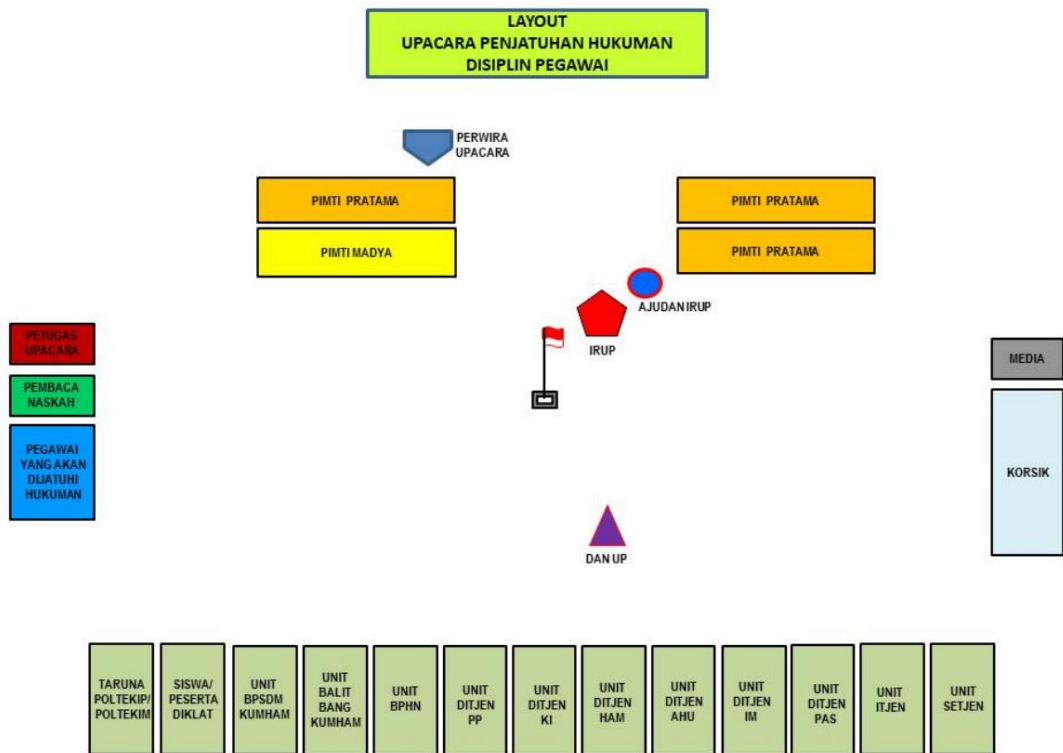 LAYOUT
UPACARA PENJATUHAN HUKUMAN
DISIPLIN PEGAWAI
PERWIRA
UPACARA
PIMTI PRATAMA
PIMTI MADYA
PIMTI PRATAMA
PIMTI PRATAMA
AJUDAN IRUP
IRUP
PETUGAS
UPACARA
PEMBACA
NASKAH
PEGAWAI
YANG AKAN
DIJATUHI
HUKUMAN
MEDIA
KORSIK
DAN UP
TARUNA
POLTEKIP/
POLTEKIM
SISWA/
PESERTA
DIKLAT
UNIT
BPSDM
KUMHAM
UNIT
BALIT
BANG
KUMHAM
UNIT
BPHN
UNIT
DITJEN
PP
UNIT
DITJEN
KI
UNIT
DITJEN
HAM
UNIT
DITJEN
AHU
UNIT
DITJEN
IM
UNIT
DITJEN
PAS
UNIT
ITJEN
UNIT
SETJEN